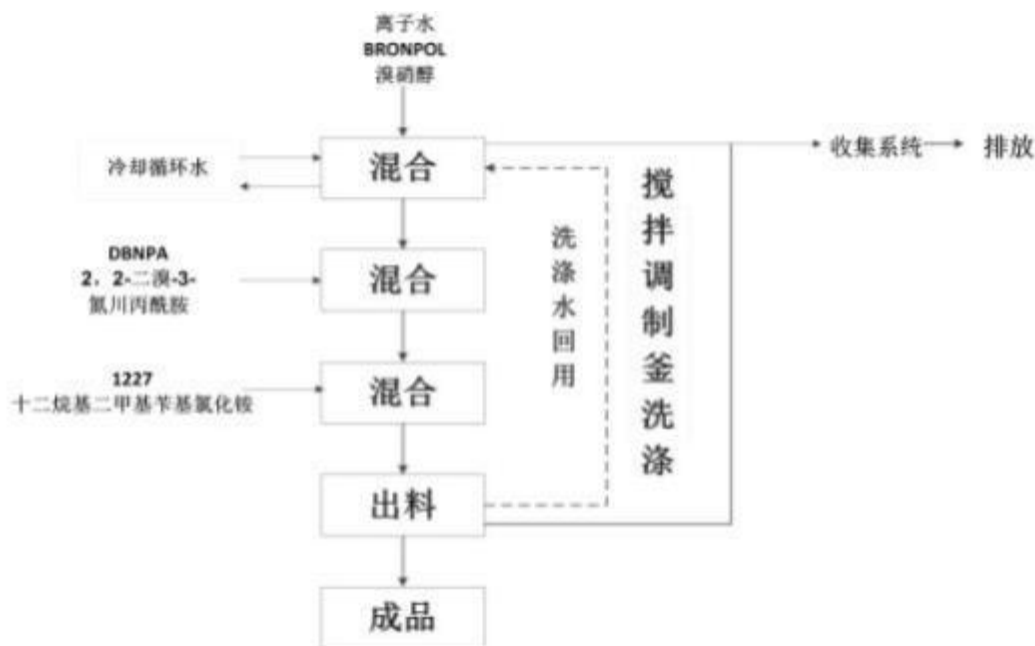 离子水
BRONPOL
溴硝醇
混合
收集系统
排放
冷却循环水
DBNPA
2，2-二溴-3-
氮川丙酰胺
混合
1227
十二烷基二甲基苄基氯化铵
混合
洗涤水回用
搅拌调制釜洗涤
出料
成品